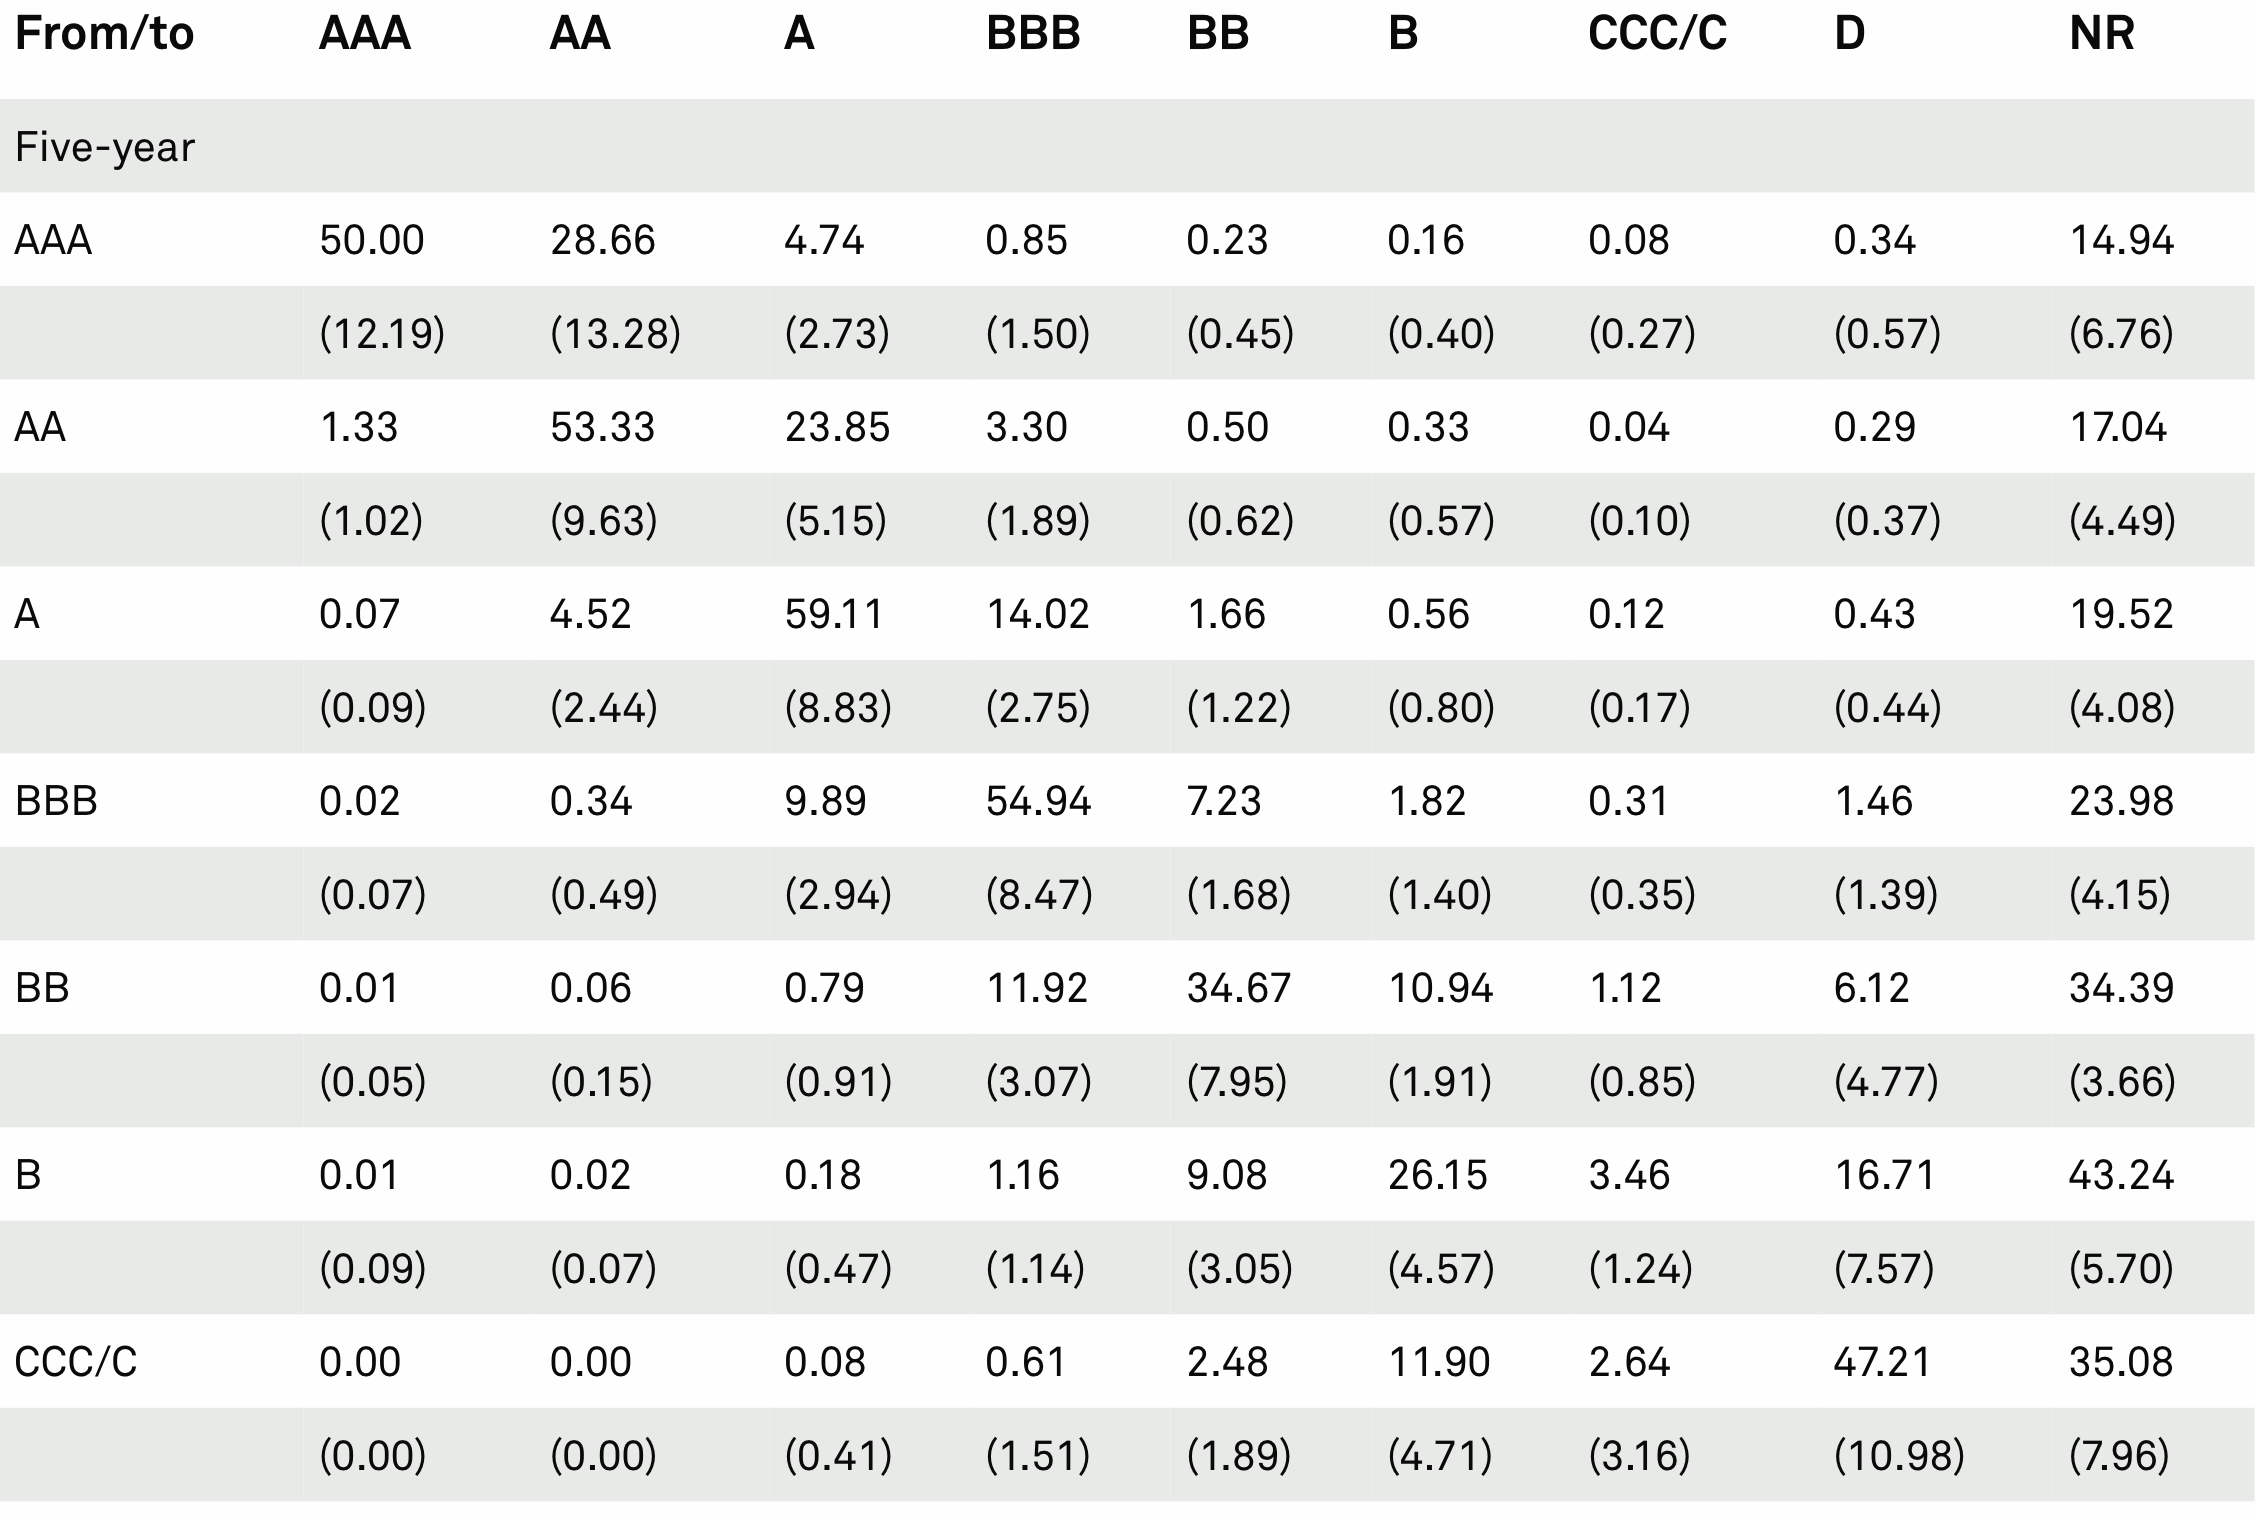 From/to AAA AA A BBB BB B CCC/C D NR
Five-year
AAA 50.00 28.66 4.74 0.85 0.23 0.16 0.08 0.34 14.94
(12.19) (13.28) (2.73) (1.50) (0.45) (0.40) (0.27) (0.57) (6.76)
AA 1.33 53.33 23.85 3.30 0.50 0.33 0.04 0.29 17.04
(1.02) (9.63) (5.15) (1.89) (0.62) (0.57) (0.10) (0.37) (4.49)
A 0.07 4.52 59.11 14.02 1.66 0.56 0.12 0.43 19.52
(0.09) (2.44) (8.83) (2.75) (1.22) (0.80) (0.17) (0.44) (4.08)
BBB 0.02 0.34 9.89 54.94 7.23 1.82 0.31 1.46 23.98
(0.07) (0.49) (2.94) (8.47) (1.68) (1.40) (0.35) (1.39) (4.15)
BB 0.01 0.06 0.79 11.92 34.67 10.94 1.12 6.12 34.39
(0.05) (0.15) (0.91) (3.07) (7.95) (1.91) (0.85) (4.77) (3.66)
B 0.01 0.02 0.18 1.16 9.08 26.15 3.46 16.71 43.24
(0.09) (0.07) (0.47) (1.14) (3.05) (4.57) (1.24) (7.57) (5.70)
CCC/C 0.00 0.00 0.08 0.61 2.48 11.90 2.64 47.21 35.08
(0.00) (0.00) (0.41) (1.51) (1.89) (4.71) (3.16) (10.98) (7.96)